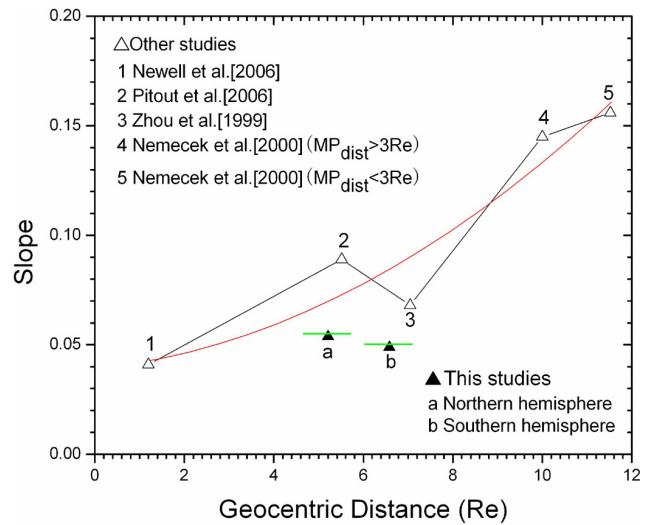 0.20
0.15
0.10
0.05
0.00
Slope
△Other studies
1 Newell et al.[2006]
2 Pitout et al.[2006]
3 Zhou et al.[1999]
4 Nemecek et al.[2000](MPdist>3Re)
5 Nemecek et al.[2000](MPdist<3Re)
1
2
3
4
5
a
b
▲This studies
a Northern hemisphere
b Southern hemisphere
0 2 4 6 8 10 12
Geocentric Distance (Re)